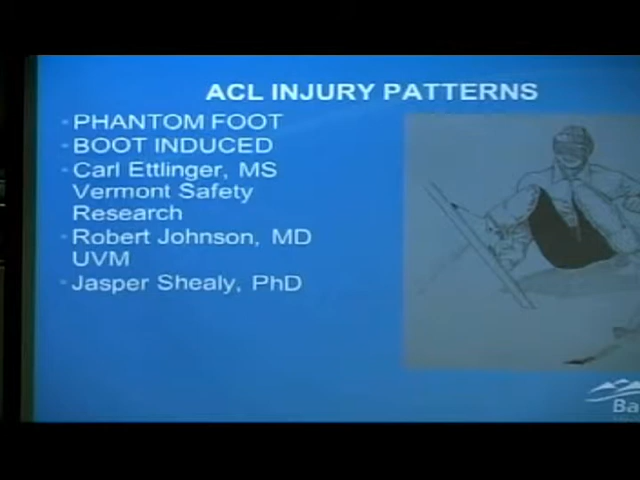 ACL INJURY PATTERNS
PHANTOM FOOT
BOOT INDUCED
Carl Ettlinger, MS
Vermont Safety
Research
Robert Johnson, MD
UVM
Jasper Shealy, PhD
Ba